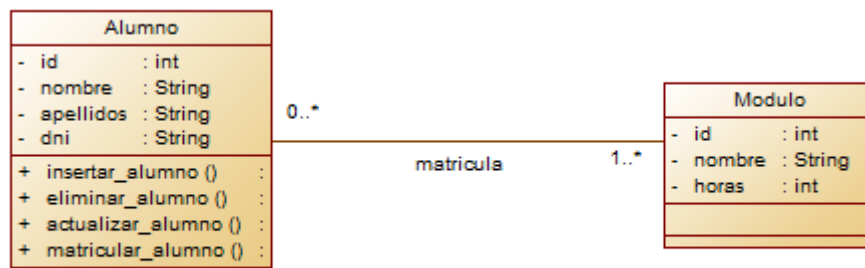 Alumno
- id : int
- nombre : String
- apellidos : String
- dni : String
+ insertar_alumno () :
+ eliminar_alumno () :
+ actualizar_alumno () :
+ matricular_alumno () :
0..*
matricula
1..*
Modulo
- id : int
- nombre : String
- horas : int